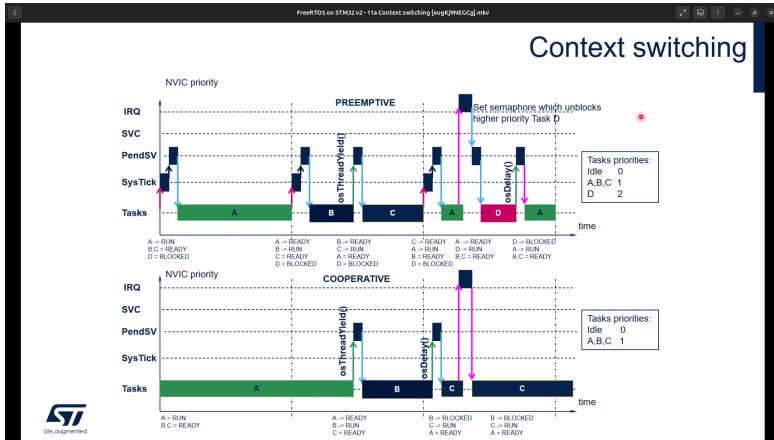 FreeRTOS on STM32 v2 - 11a Context switching [eugKj9NEGCg].mkv
Context switching
NVIC priority
PREEMPTIVE
Set semaphore which unblocks
higher priority Task D
IRQ
SVC
PendSV
SysTick
Tasks
osThreadYield()
osDelay()
A
B
C
A
D
A
time
Tasks priorities:
Idle 0
A,B,C 1
D 2
A -> RUN
B,C = READY
D = BLOCKED
A -> READY
B -> RUN
C = READY
D = BLOCKED
B -> READY
C -> RUN
A = READY
D = BLOCKED
C -> READY
A -> RUN
B = READY
D = BLOCKED
A -> READY
D -> RUN
B,C = READY
D -> BLOCKED
A -> RUN
B,C = READY
NVIC priority
COOPERATIVE
IRQ
SVC
PendSV
SysTick
Tasks
osThreadYield()
osDelay()
A
B
C
C
time
Tasks priorities:
Idle 0
A,B,C 1
A = RUN
B,C = READY
A -> READY
B -> RUN
C = READY
B -> BLOCKED
C -> RUN
A = READY
B -> BLOCKED
C -> RUN
A = READY
ST
life.augmented